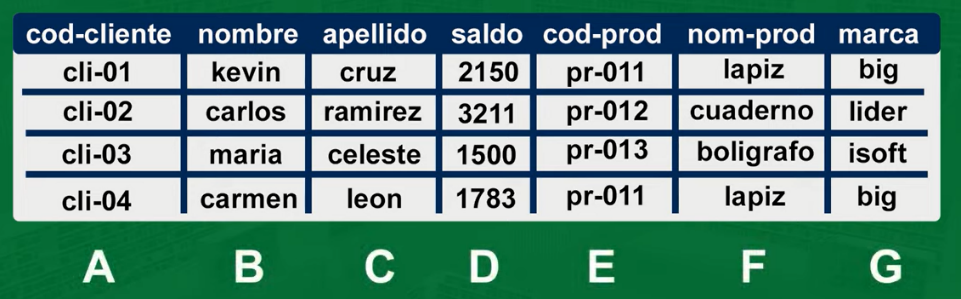 cod-cliente nombre apellido saldo cod-prod nom-prod marca
cli-01 kevin cruz 2150 pr-011 lapiz big
cli-02 carlos ramirez 3211 pr-012 cuaderno lider
cli-03 maria celeste 1500 pr-013 boligrafo isoft
cli-04 carmen leon 1783 pr-011 lapiz big
A B C D E F G